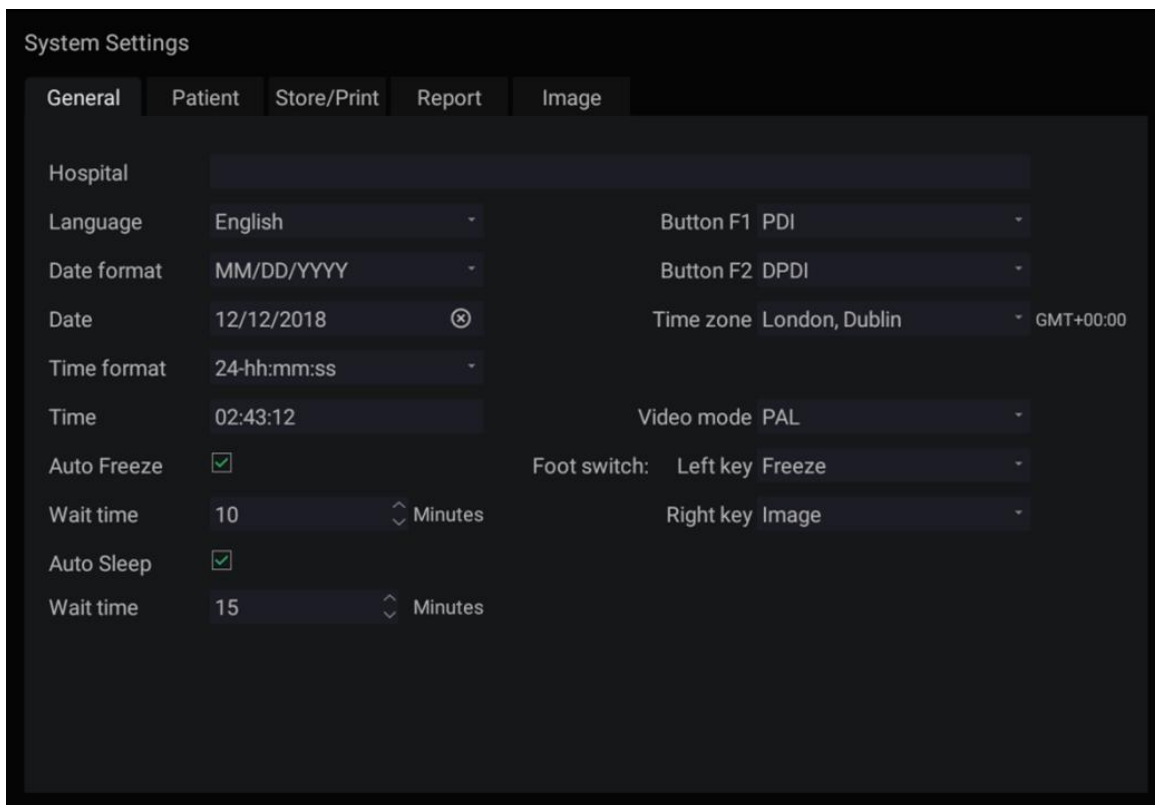 System Settings
General Patient Store/Print Report Image
Hospital
Language English Button F1 PDI
Date format MM/DD/YYYY Button F2 DPDI
Date 12/12/2018 Time zone London, Dublin GMT+00:00
Time format 24-hh:mm:ss
Time 02:43:12 Video mode PAL
Auto Freeze Foot switch: Left key Freeze
Wait time 10 Minutes Right key Image
Auto Sleep
Wait time 15 Minutes